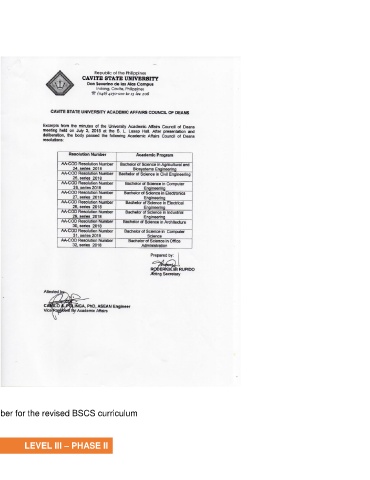 Republic of the Philippines
CAVITE STATE UNIVERSITY
Don Severino de las Alas Campus
Indang, Cavite, Philippines
CAVITE STATE UNIVERSITY ACADEMIC AFFAIRS COUNCIL OF DEANS
Excerpts from the minutes of the University Academic Affairs Council of Deans
meeting held on July 3, 2018 at the B. L. Lasao Hall. After presentation and
deliberation, the body passed the following Academic Affairs Council of Deans
resolutions:
Resolution Number Academic Program
AA-COD Resolution Number Bachelor of Science in Agricultural and
24, series 2018 Biosystems Engineering
AA-COD Resolution Number Bachelor of Science in Civil Engineering
series 2018
AA-COD Resolution Number Bachelor of Science in Computer
series 2018 Engineering
AA-COD Resolution Number Bachelor of Science in Electronics
27, series 2018 Engineering
AA-COD Resolution Number Bachelor of Science in Electrical
28, series 2018 Engineering
AA-COD Resolution Number Bachelor of Science in Industrial
series 2018 Engineering
AA-COD Resolution Number Bachelor of Science in Architecture
30, series 2018
AA-COD Resolution Number Bachelor of Science in Computer
31, series 2018 Science
AA-COD Resolution Number Bachelor of Science in Office
32, series 2018 Administration
Prepared by:
Acting Secretary
Attested by:
PhD, ASEAN Engineer
Vice President for Academic Affairs
ber for the revised BSCS curriculum
LEVEL III – PHASE II